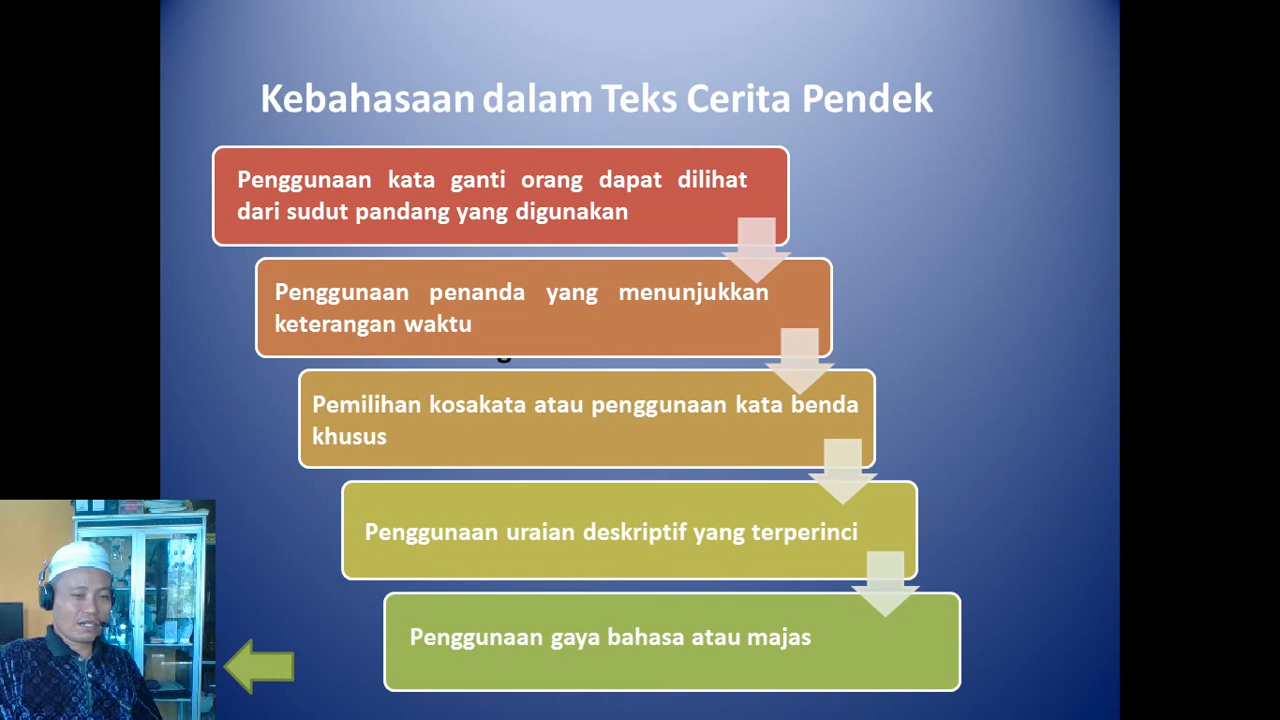 Kebahasaan dalam Teks Cerita Pendek
Penggunaan kata ganti orang dapat dilihat
dari sudut pandang yang digunakan
Penggunaan penanda yang menunjukkan
keterangan waktu
Pemilihan kosakata atau penggunaan kata benda
khusus
Penggunaan uraian deskriptif yang terperinci
Penggunaan gaya bahasa atau majas